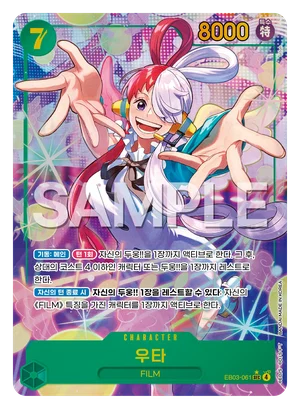 7
8000
특수
特
SAMPLE
기동: 메인 턴 1회 자신의 두웅!!을 1장까지 액티브로 한다. 그 후,
상대의 코스트 4 이하인 캐릭터 또는 두웅!!을 1장까지 레스트로
한다.
자신의 턴 종료 시 자신의 두웅!! 1장을 레스트할 수 있다: 자신의
《FILM》 특징을 가진 캐릭터를 1장까지 액티브로 한다.
CHARACTER
우타
FILM
EB03-061 SEC 4